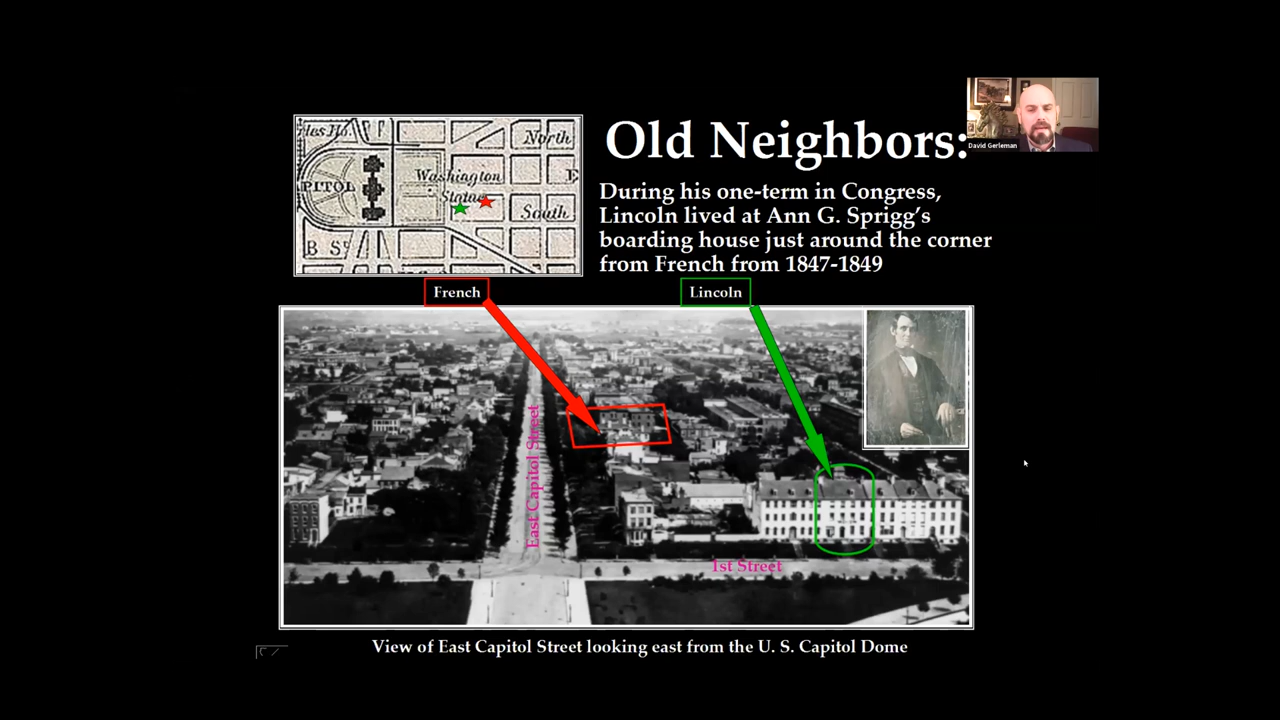 Old Neighbors:
David Gerleman
During his one-term in Congress,
Lincoln lived at Ann G. Sprigg's
boarding house just around the corner
from French from 1847-1849
North
Washington
Statue
E
PITOL
South
B St
French
Lincoln
East Capitol Street
1st Street
View of East Capitol Street looking east from the U. S. Capitol Dome